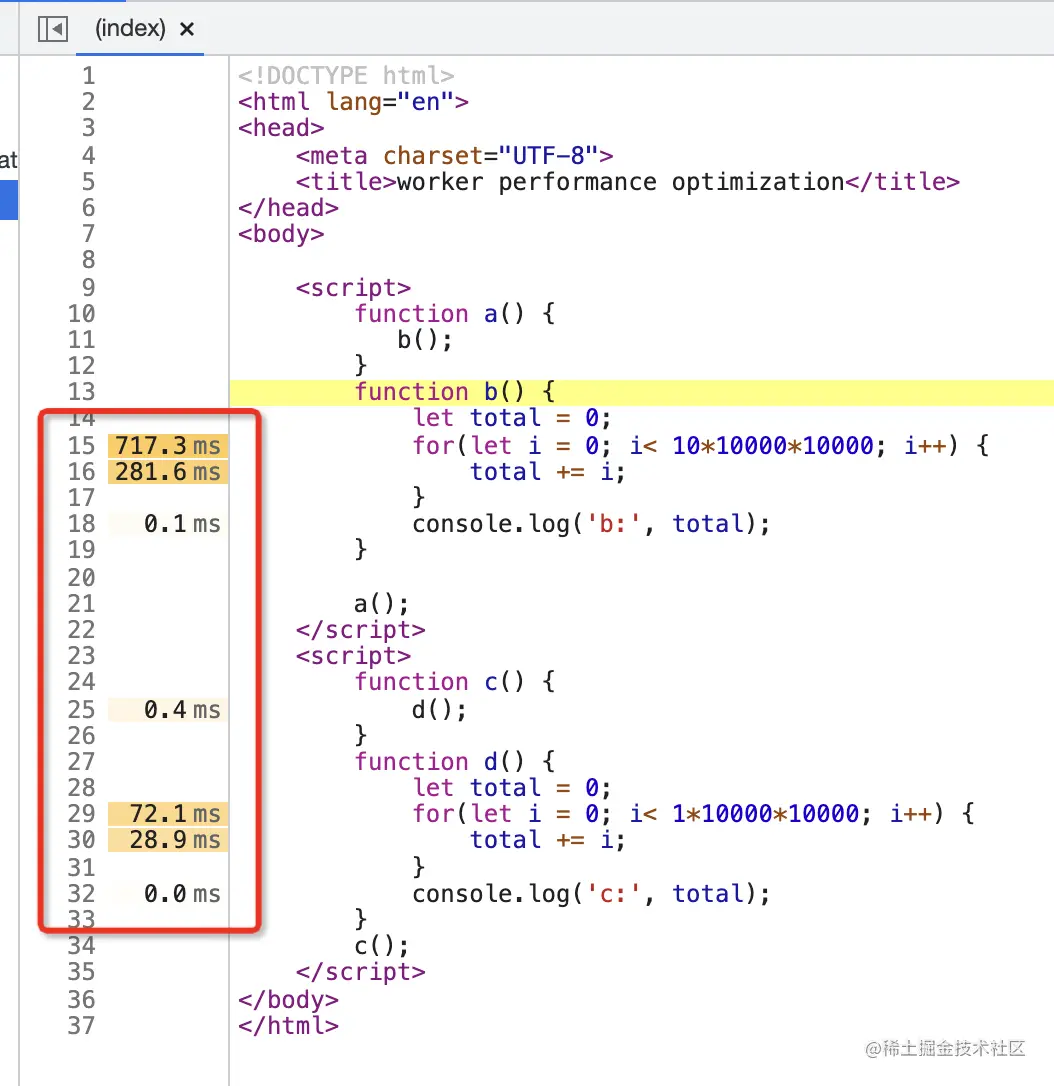 (index) ×
at
1 <!DOCTYPE html>
2 <html lang="en">
3 <head>
4 <meta charset="UTF-8">
5 <title>worker performance optimization</title>
6 </head>
7 <body>
8
9 <script>
10 function a() {
11 b();
12 }
13 function b() {
14 let total = 0;
15 717.3 ms for(let i = 0; i< 10*10000*10000; i++) {
16 281.6 ms total += i;
17 }
18 0.1 ms console.log('b:', total);
19 }
20
21 a();
22 </script>
23 <script>
24 function c() {
25 0.4 ms d();
26 }
27 function d() {
28 let total = 0;
29 72.1 ms for(let i = 0; i< 1*10000*10000; i++) {
30 28.9 ms total += i;
31 }
32 0.0 ms console.log('c:', total);
33 }
34 c();
35 </script>
36 </body>
37 </html>
@稀土掘金技术社区